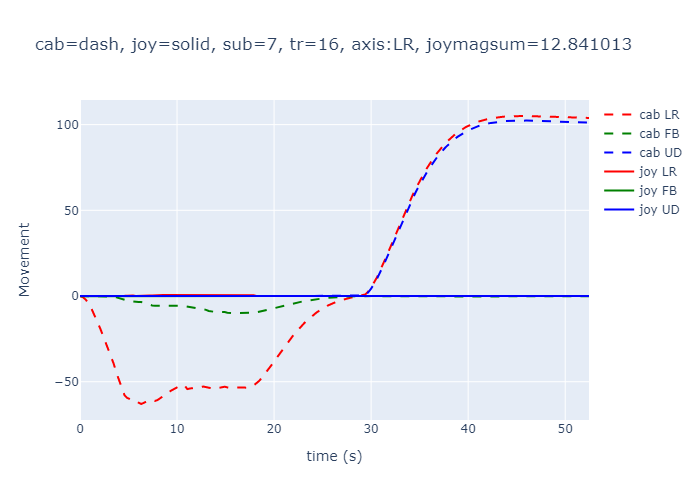 cab=dash, joy=solid, sub=7, tr=16, axis:LR, joymagsum=12.841013
cab LR
cab FB
cab UD
joy LR
joy FB
joy UD
Movement
100
50
0
−50
0 10 20 30 40 50
time (s)